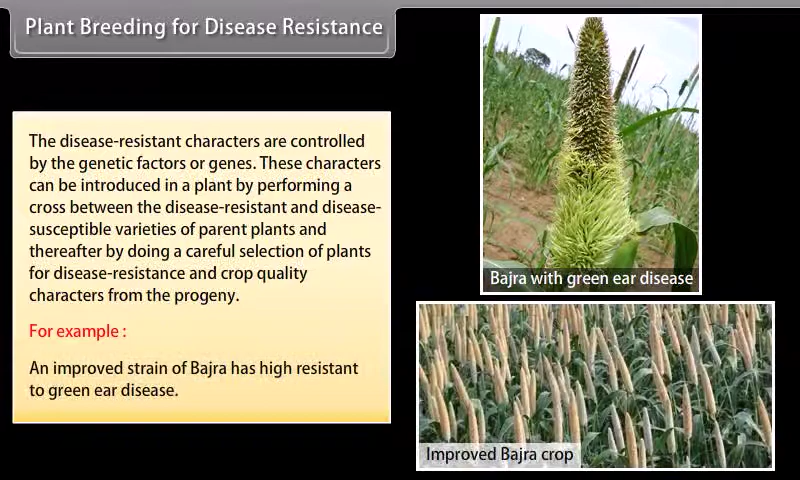 Plant Breeding for Disease Resistance
The disease-resistant characters are controlled
by the genetic factors or genes. These characters
can be introduced in a plant by performing a
cross between the disease-resistant and disease-
susceptible varieties of parent plants and
thereafter by doing a careful selection of plants
for disease-resistance and crop quality
characters from the progeny.
For example :
An improved strain of Bajra has high resistant
to green ear disease.
Bajra with green ear disease
Improved Bajra crop